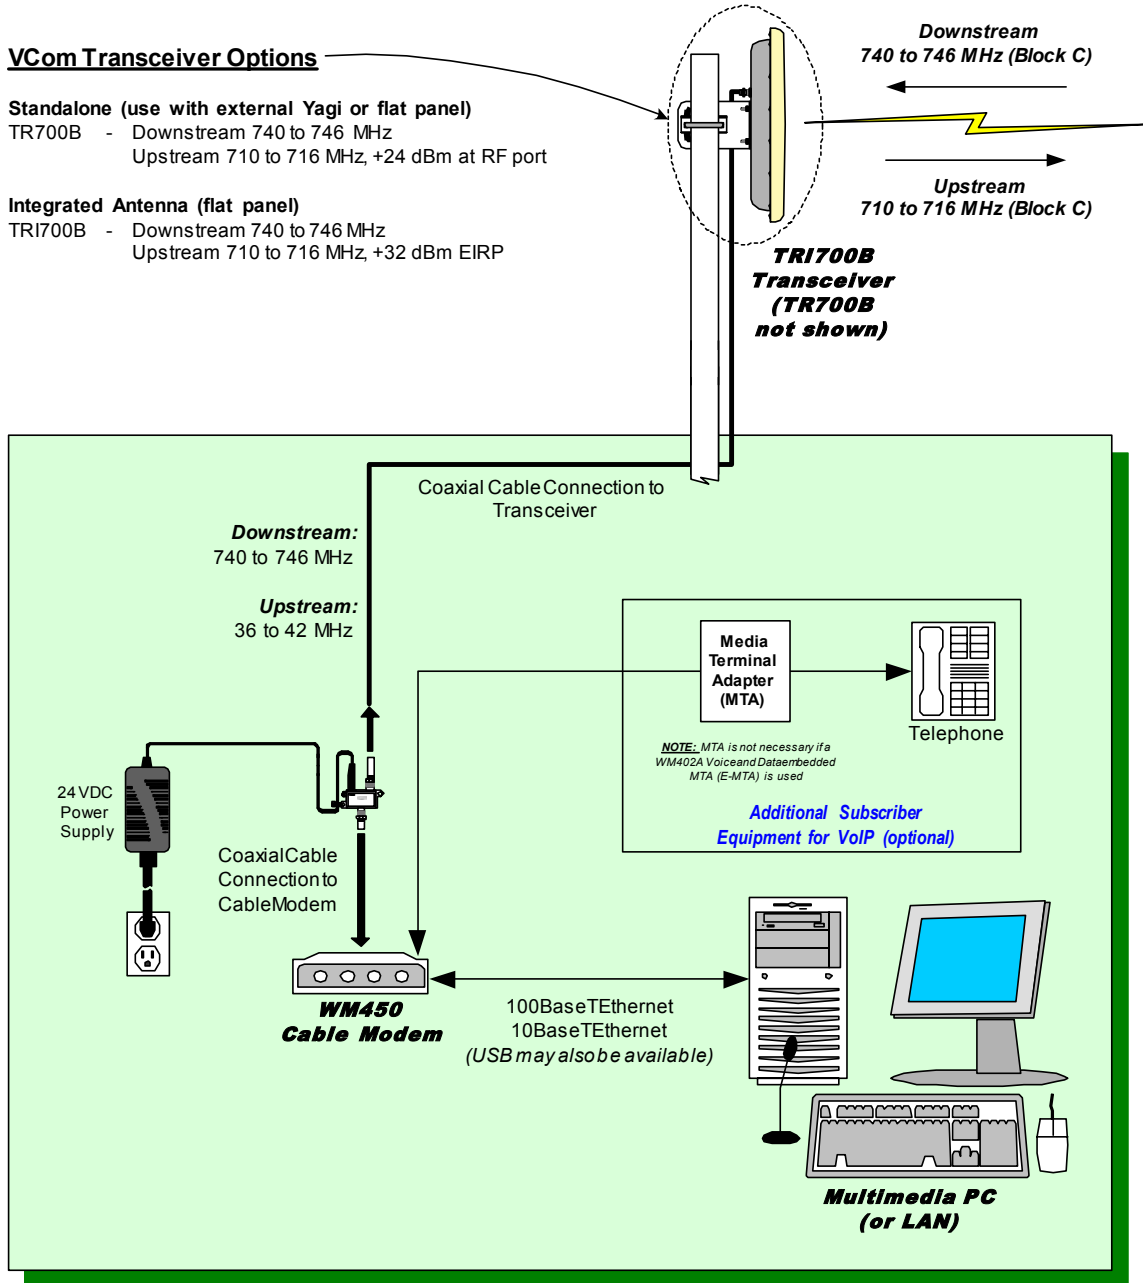 VCom Transceiver Options
Standalone (use with external Yagi or flat panel)
TR700B - Downstream 740 to 746 MHz
Upstream 710 to 716 MHz, +24 dBm at RF port
Integrated Antenna (flat panel)
TRI700B - Downstream 740 to 746 MHz
Upstream 710 to 716 MHz, +32 dBm EIRP
Downstream
740 to 746 MHz (Block C)
Upstream
710 to 716 MHz (Block C)
TRI700B
Transceiver
(TR700B
not shown)
Coaxial Cable Connection to
Transceiver
Downstream:
740 to 746 MHz
Upstream:
36 to 42 MHz
Media
Terminal
Adapter
(MTA)
Telephone
NOTE: MTA is not necessary if a
WM402A Voice and Data embedded
MTA (E-MTA) is used
Additional Subscriber
Equipment for VoIP (optional)
24 VDC
Power
Supply
Coaxial Cable
Connection to
Cable Modem
WM450
Cable Modem
100BaseT Ethernet
10BaseT Ethernet
(USB may also be available)
Multimedia PC
(or LAN)